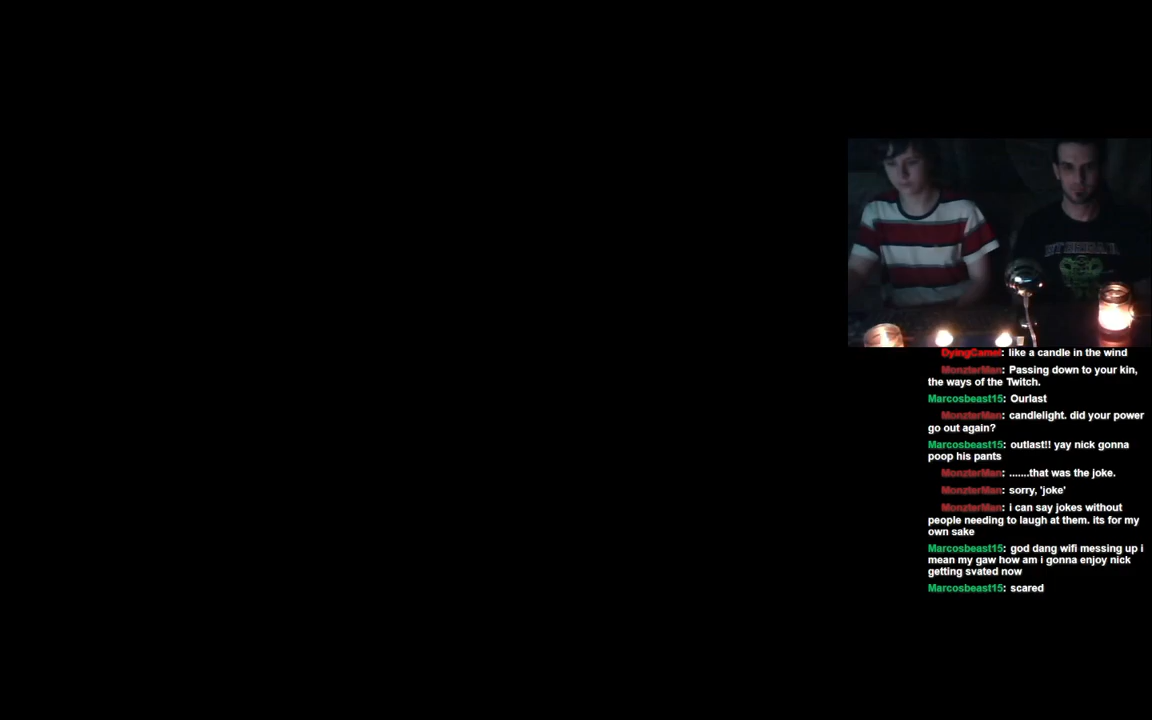 DyingCamel: like a candle in the wind
MonzterMan: Passing down to your kin,
the ways of the Twitch.
Marcosbeast15: Ourlast
MonzterMan: candlelight. did your power
go out again?
Marcosbeast15: outlast!! yay nick gonna
poop his pants
MonzterMan: .......that was the joke.
MonzterMan: sorry, 'joke'
MonzterMan: i can say jokes without
people needing to laugh at them. its for my
own sake
Marcosbeast15: god dang wifi messing up i
mean my gaw how am i gonna enjoy nick
getting svated now
Marcosbeast15: scared